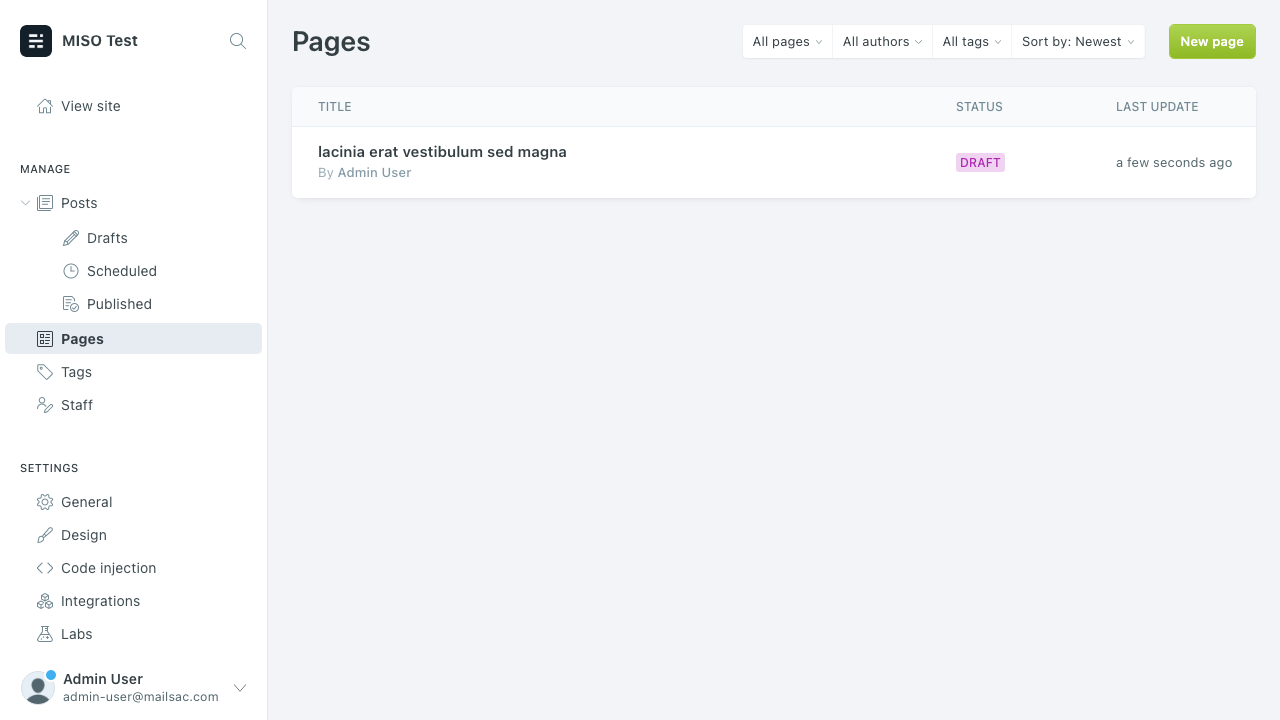 MISO Test
View site
MANAGE
Posts
Drafts
Scheduled
Published
Pages
Tags
Staff
SETTINGS
General
Design
Code injection
Integrations
Labs
Admin User
admin-user@mailsac.com
Pages
All pages
All authors
All tags
Sort by: Newest
New page
TITLE
STATUS
LAST UPDATE
lacinia erat vestibulum sed magna
By Admin User
DRAFT
a few seconds ago